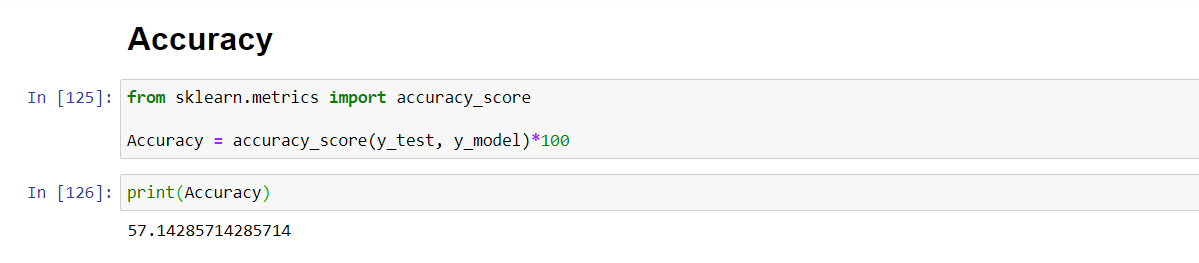 Accuracy
In [125]: from sklearn.metrics import accuracy_score
Accuracy = accuracy_score(y_test, y_model)*100
In [126]: print(Accuracy)
57.14285714285714